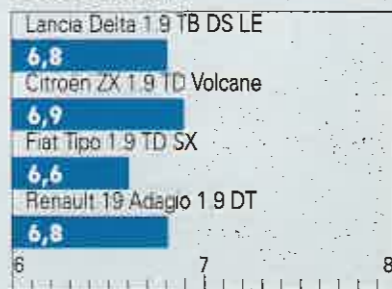 Lancia Delta 1.9 TB DS LE
6,8
Citroën ZX 1.9 TD Volcane
6,9
Fiat Tipo 1.9 TD SX
6,6
Renault 19 Adagio 1.9 DT
6,8
6 7 8